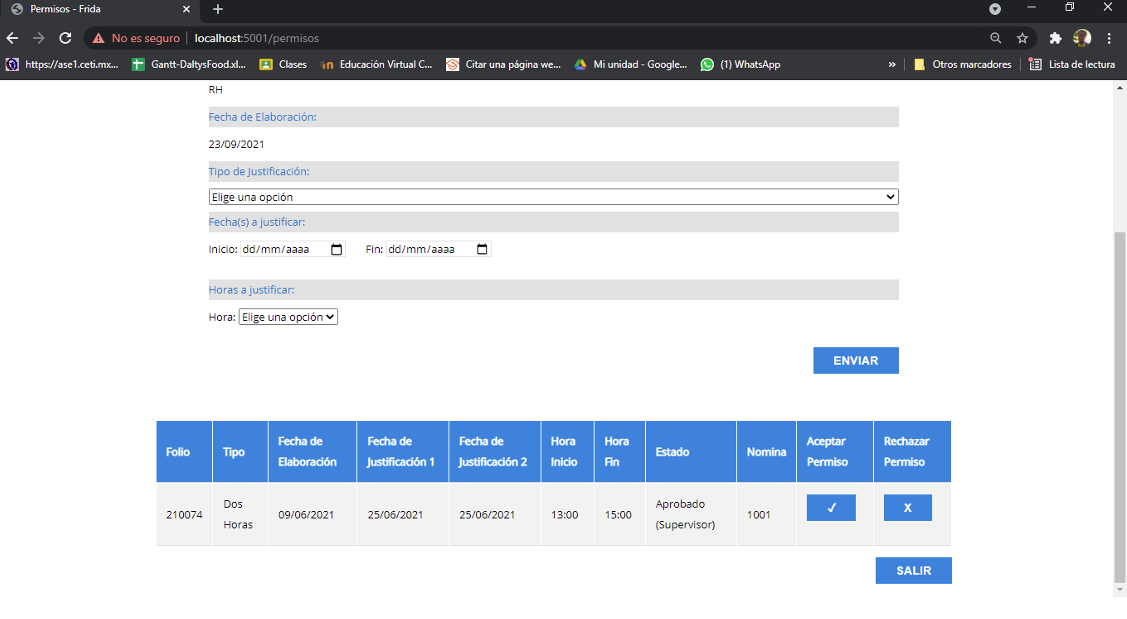 Permisos - Frida
No es seguro
localhost:5001/permisos
https://ase1.ceti.mx...
Gantt-DaltysFood.xl...
Clases
Educación Virtual C...
Citar una página we...
Mi unidad - Google...
(1) WhatsApp
»
Otros marcadores
Lista de lectura
RH
Fecha de Elaboración:
23/09/2021
Tipo de Justificación:
Elige una opción
Fecha(s) a justificar:
Inicio: dd/mm/aaaa Fin: dd/mm/aaaa
Horas a justificar:
Hora: Elige una opción
ENVIAR
Folio
Tipo
Fecha de
Elaboración
Fecha de
Justificación 1
Fecha de
Justificación 2
Hora
Inicio
Hora
Fin
Estado
Nomina
Aceptar
Permiso
Rechazar
Permiso
210074
Dos
Horas
09/06/2021
25/06/2021
25/06/2021
13:00
15:00
Aprobado
(Supervisor)
1001
✓
X
SALIR